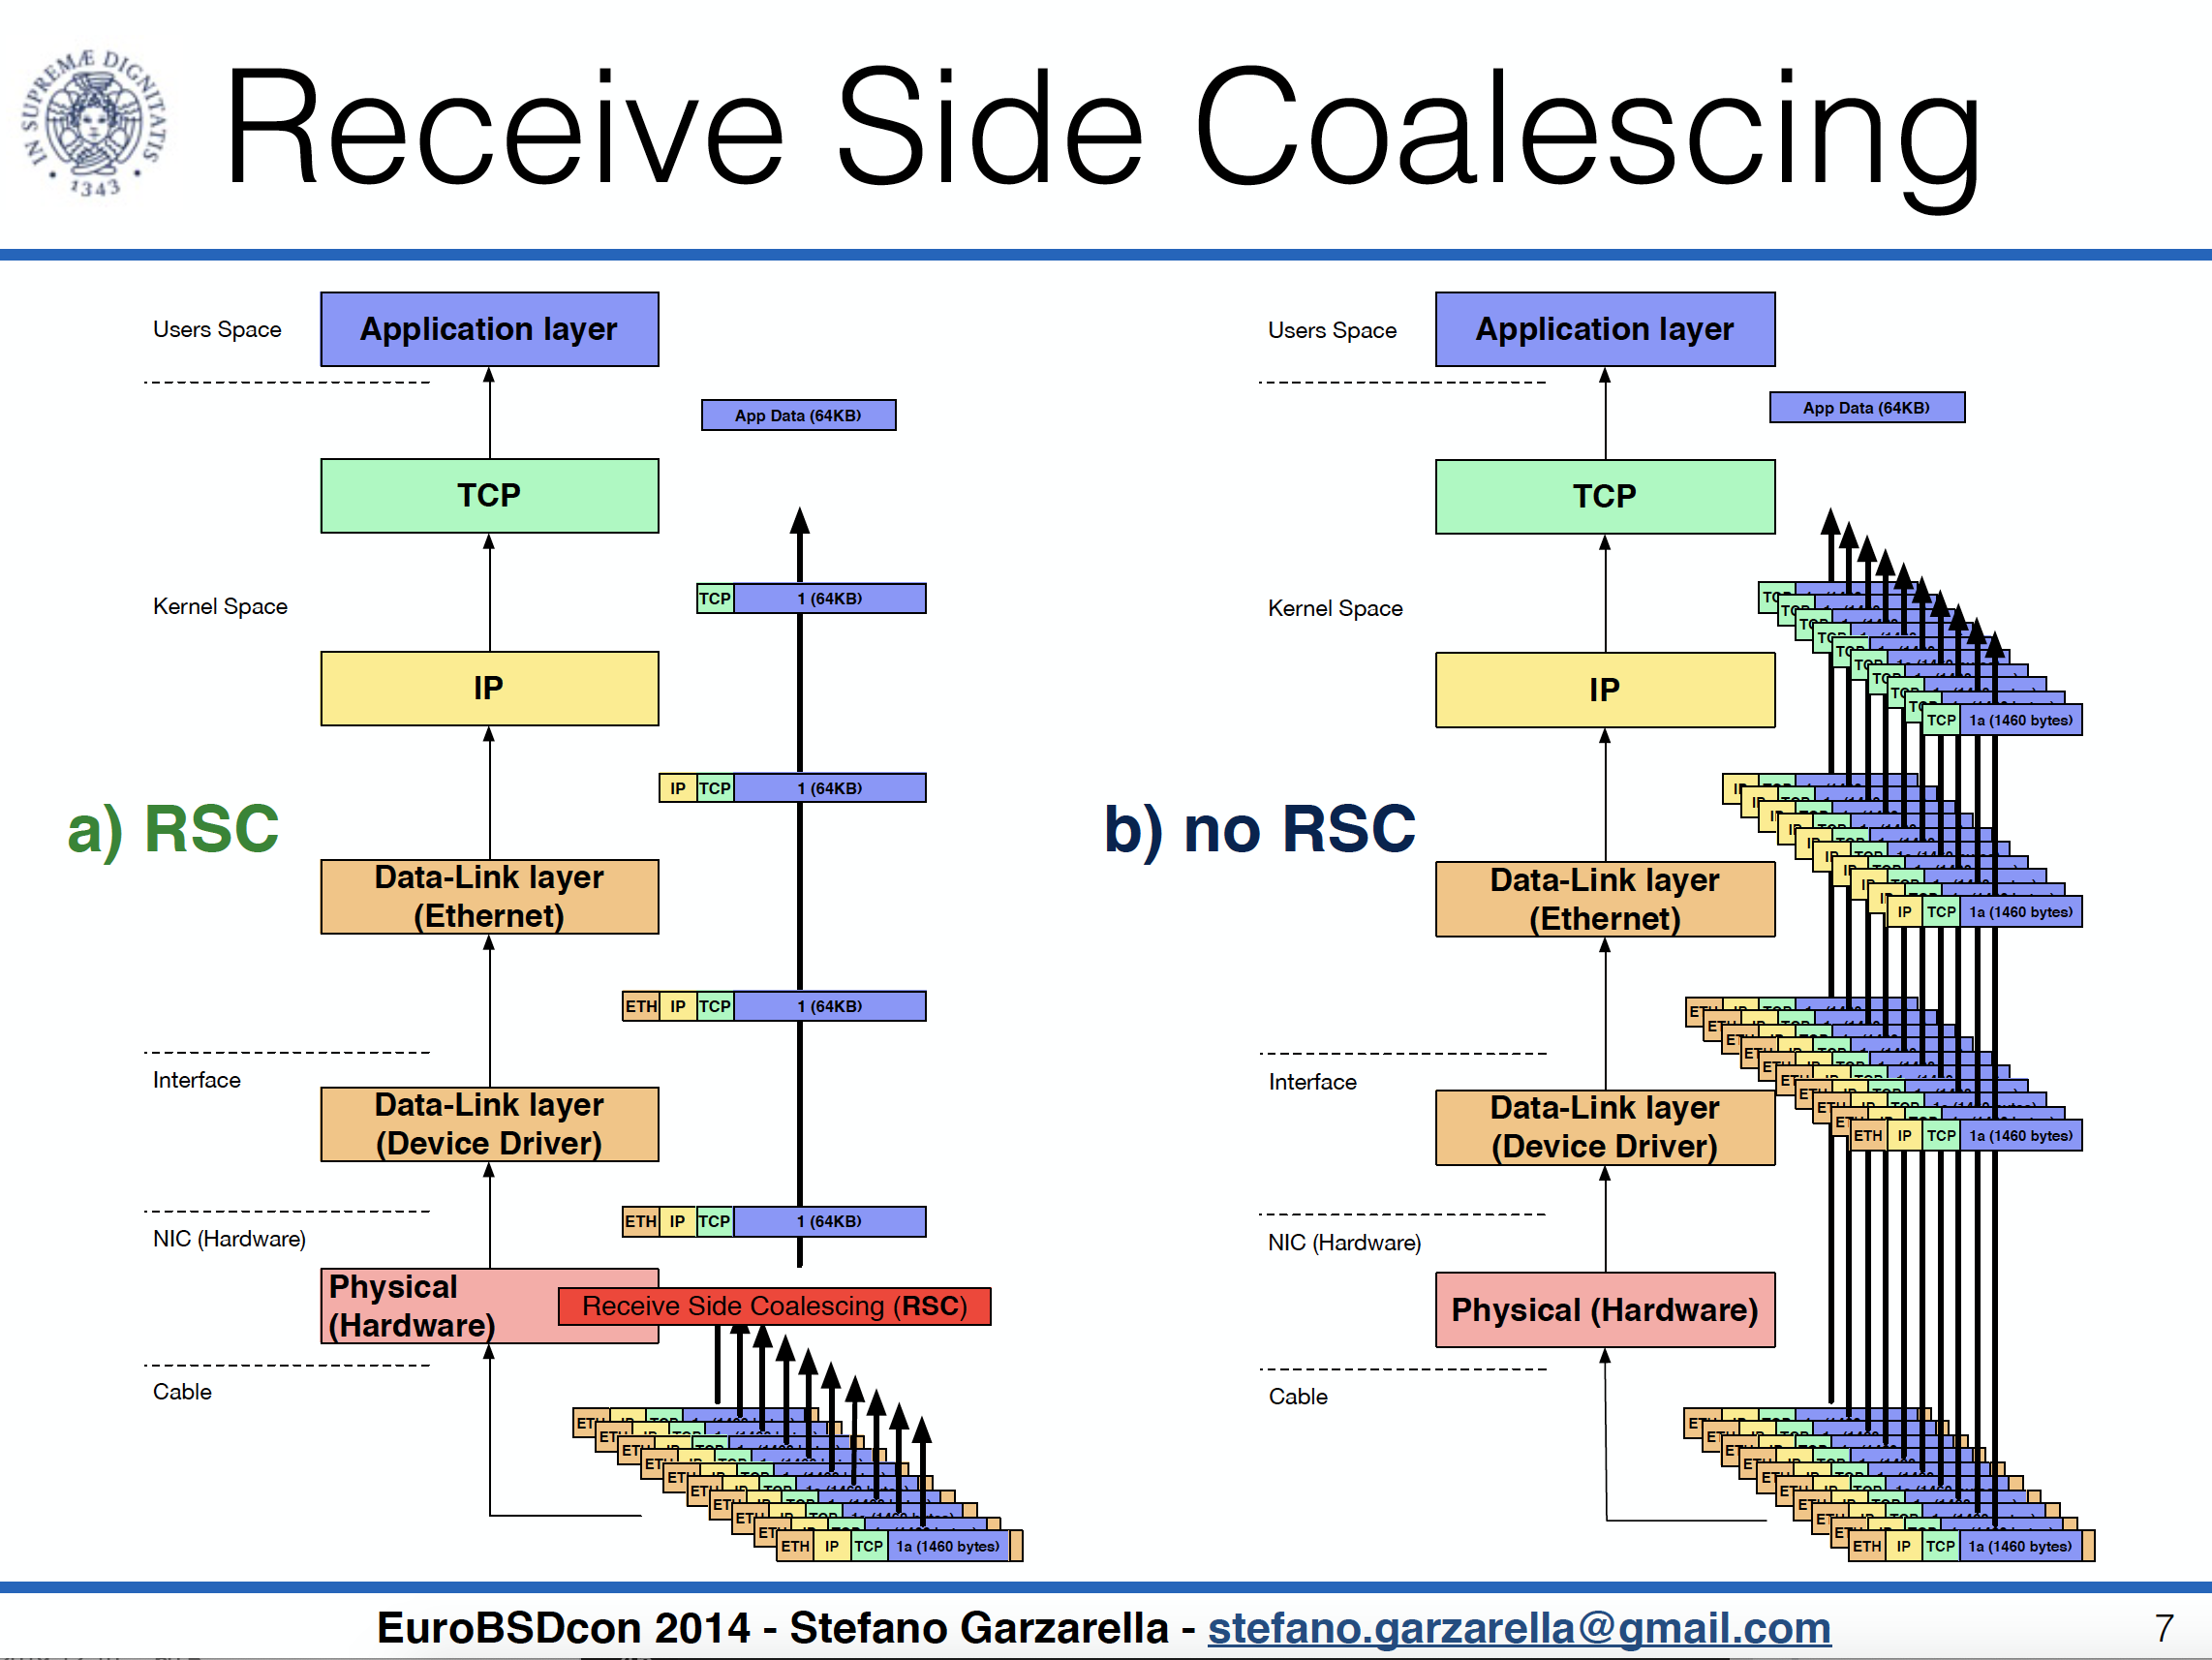 IN SUPREMÆ DIGNITATIS
• 1343 •
Receive Side Coalescing
a) RSC
Users Space
Application layer
App Data (64KB)
TCP
Kernel Space
TCP 1 (64KB)
IP
IP TCP 1 (64KB)
Data-Link layer
(Ethernet)
ETH IP TCP 1 (64KB)
Interface
Data-Link layer
(Device Driver)
ETH IP TCP 1 (64KB)
NIC (Hardware)
Physical
(Hardware)
Receive Side Coalescing (RSC)
Cable
ETH IP TCP 1a (1460 bytes)
b) no RSC
Users Space
Application layer
App Data (64KB)
TCP
Kernel Space
TCP 1a (1460 bytes)
IP
IP TCP 1a (1460 bytes)
Data-Link layer
(Ethernet)
Interface
ETH IP TCP 1a (1460 bytes)
Data-Link layer
(Device Driver)
NIC (Hardware)
Physical (Hardware)
Cable
ETH IP TCP 1a (1460 bytes)
EuroBSDcon 2014 - Stefano Garzarella - stefano.garzarella@gmail.com
7